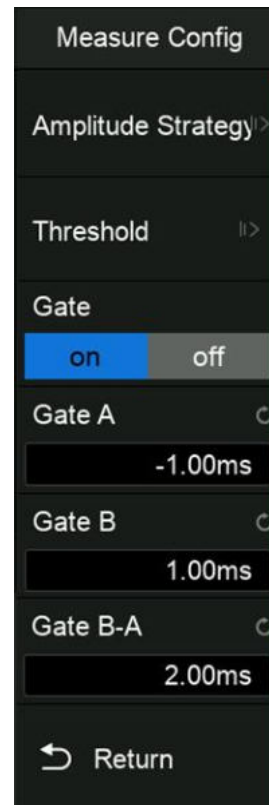 Measure Config
Amplitude Strategy
Threshold
Gate
on off
Gate A
-1.00ms
Gate B
1.00ms
Gate B-A
2.00ms
Return